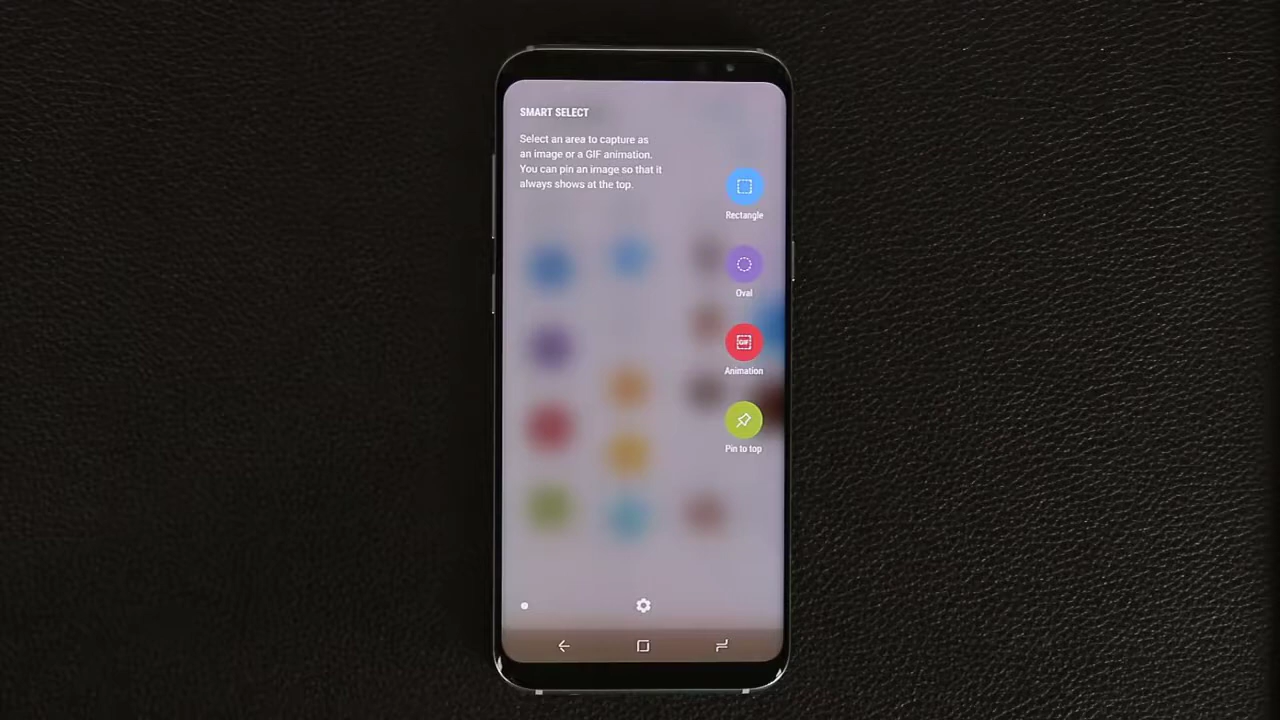 SMART SELECT
Select an area to capture as
an image or a GIF animation.
You can pin an image so that it
always shows at the top.
Rectangle
Oval
GIF
Animation
Pin to top